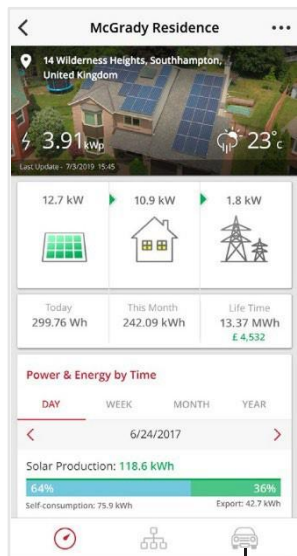 McGrady Residence
14 Wilderness Heights, Southhampton,
United Kingdom
3.91kWp
23°c
Last Update - 7/3/2019 15:45
12.7 kW
10.9 kW
1.8 kW
Today
This Month
Life Time
299.76 Wh
242.09 kWh
13.37 MWh
£ 4,532
Power & Energy by Time
DAY
WEEK
MONTH
YEAR
6/24/2017
Solar Production: 118.6 kWh
64%
36%
Self-consumption: 75.9 kWh
Export: 42.7 kWh